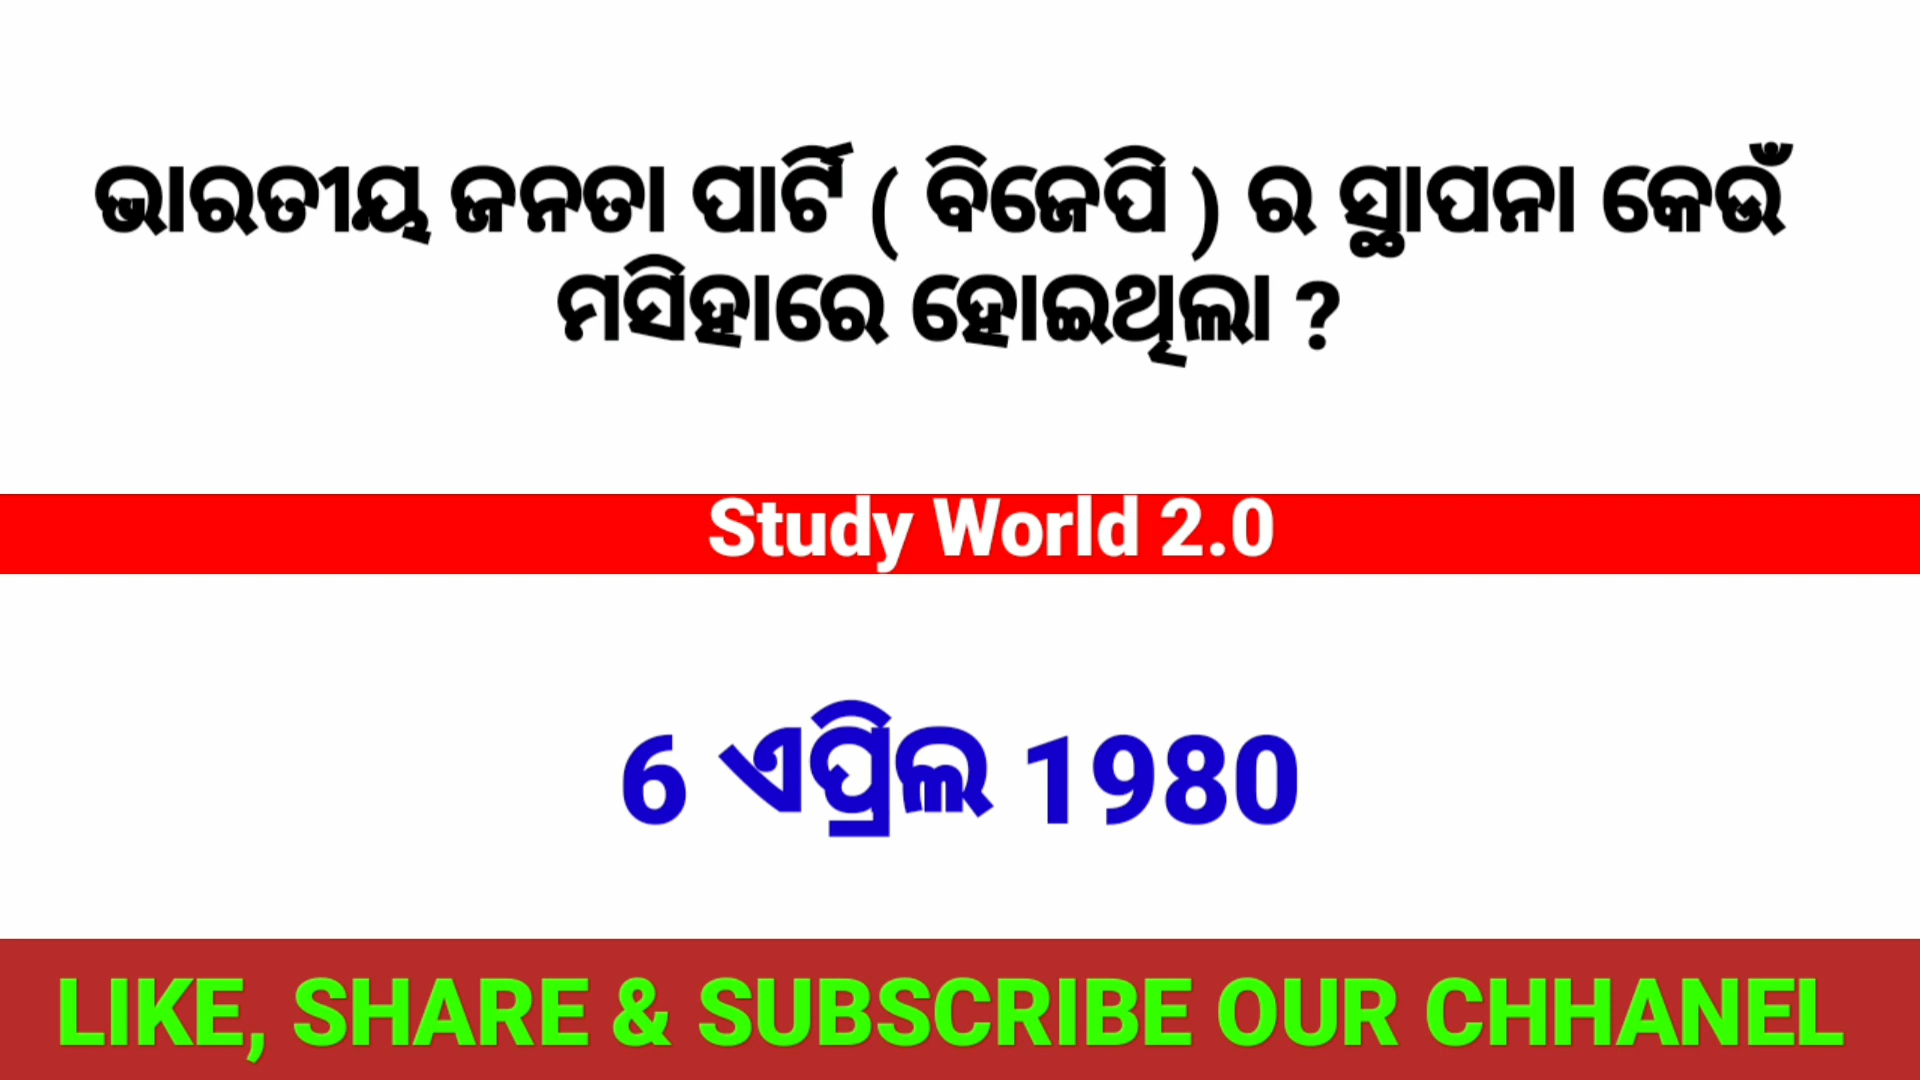 ଭାରତୀୟ ଜନତା ପାର୍ଟି ( ବିଜେପି ) ର ସ୍ଥାପନା କେଉଁ
ମସିହାରେ ହୋଇଥିଲା ?
Study World 2.0
6 ଏପ୍ରିଲ 1980
LIKE, SHARE & SUBSCRIBE OUR CHHANEL